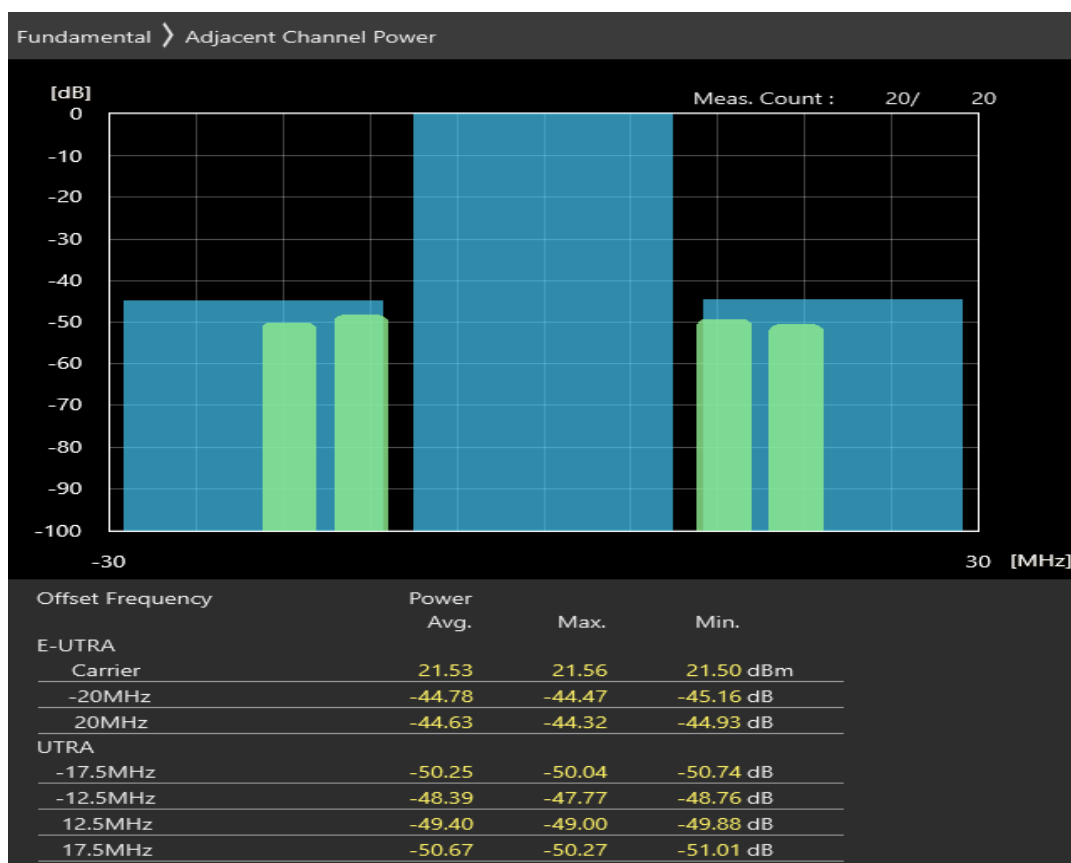 Fundamental ❯ Adjacent Channel Power
[dB]
Meas. Count : 20/ 20
0
-10
-20
-30
-40
-50
-60
-70
-80
-90
-100
-30 30 [MHz]
Offset Frequency Power
Avg. Max. Min.
E-UTRA
Carrier 21.53 21.56 21.50 dBm
-20MHz -44.78 -44.47 -45.16 dB
20MHz -44.63 -44.32 -44.93 dB
UTRA
-17.5MHz -50.25 -50.04 -50.74 dB
-12.5MHz -48.39 -47.77 -48.76 dB
12.5MHz -49.40 -49.00 -49.88 dB
17.5MHz -50.67 -50.27 -51.01 dB